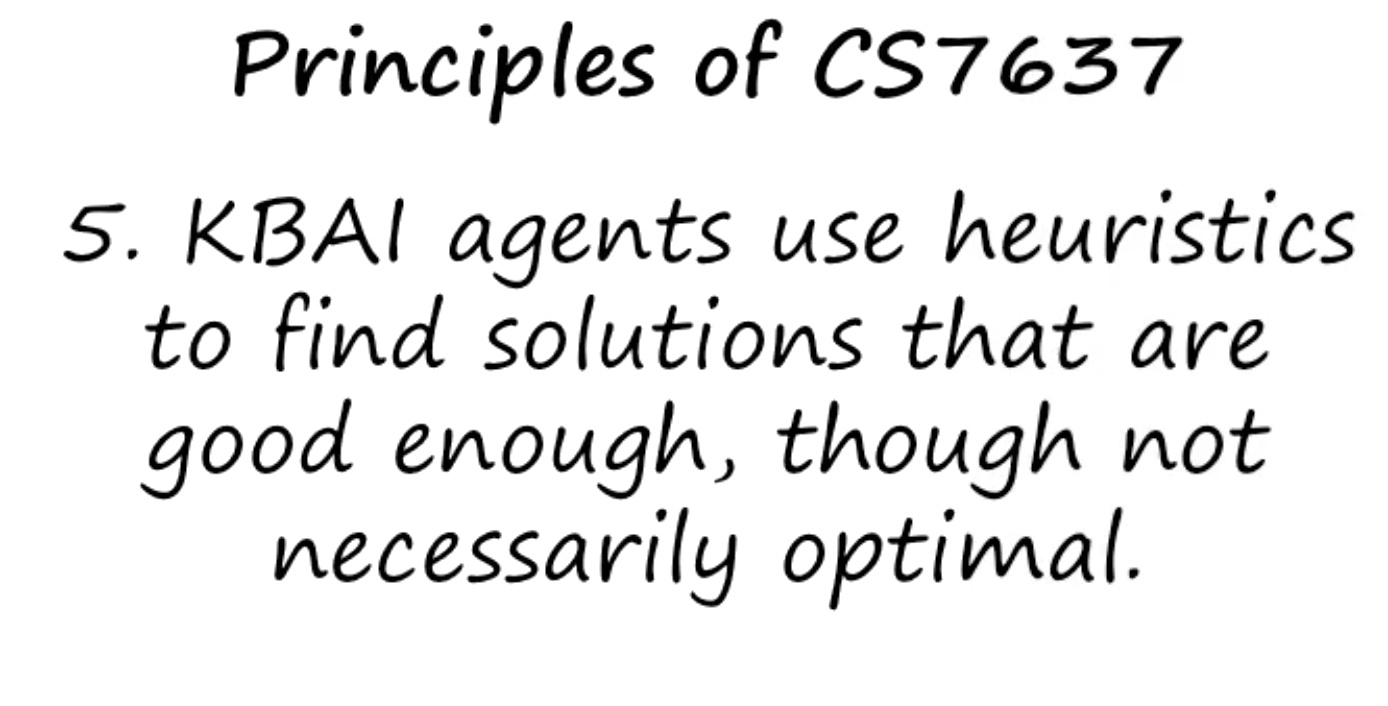 Principles of CS7637
5. KBAI agents use heuristics
to find solutions that are
good enough, though not
necessarily optimal.